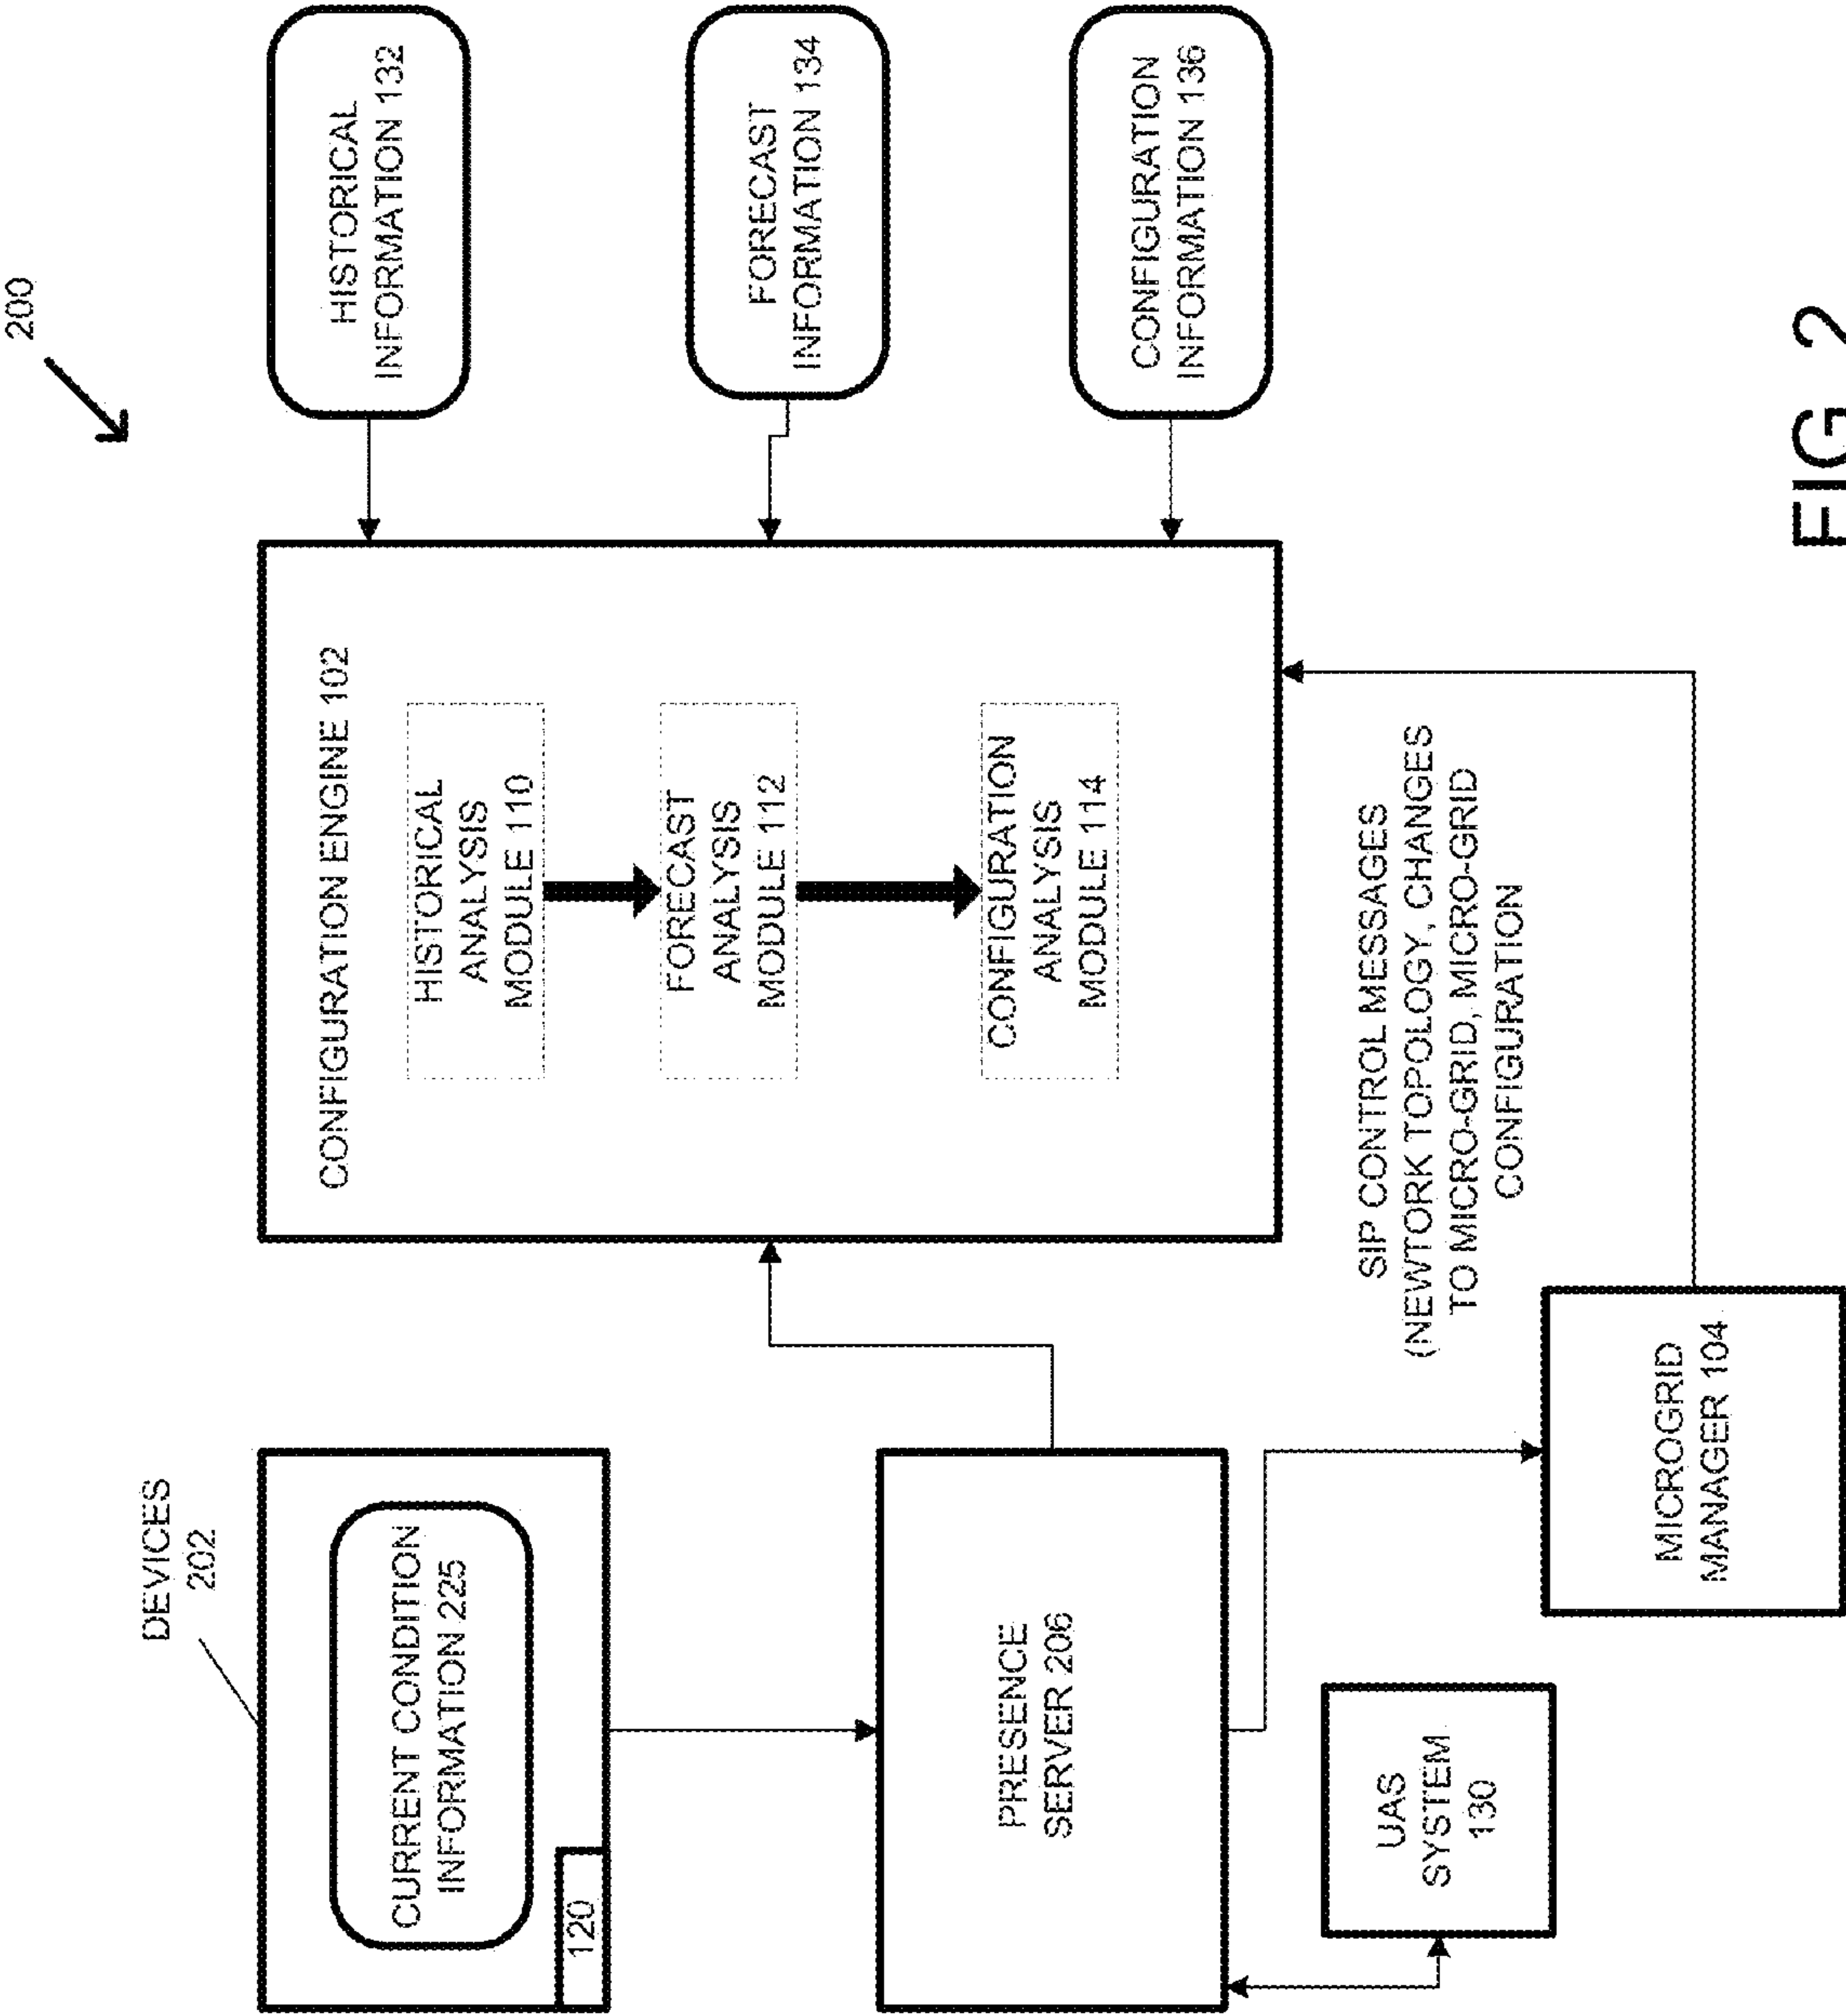 200
DEVICES
202
CURRENT CONDITION
INFORMATION 225
120
CONFIGURATION ENGINE 102
HISTORICAL
ANALYSIS
MODULE 110
FORECAST
ANALYSIS
MODULE 112
CONFIGURATION
ANALYSIS
MODULE 114
HISTORICAL
INFORMATION 132
FORECAST
INFORMATION 134
CONFIGURATION
INFORMATION 136
PRESENCE
SERVER 206
UAS
SYSTEM
130
SIP CONTROL MESSAGES
(NEWTORK TOPOLOGY, CHANGES
TO MICRO-GRID, MICRO-GRID
CONFIGURATION
MICROGRID
MANAGER 104
FIG 2